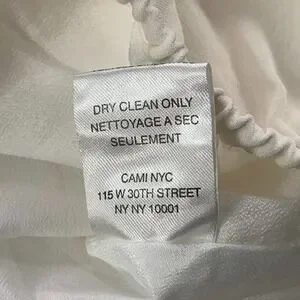 DRY CLEAN ONLY
NETTOYAGE A SEC
SEULEMENT
CAMI NYC
115 W 30TH STREET
NY NY 10001